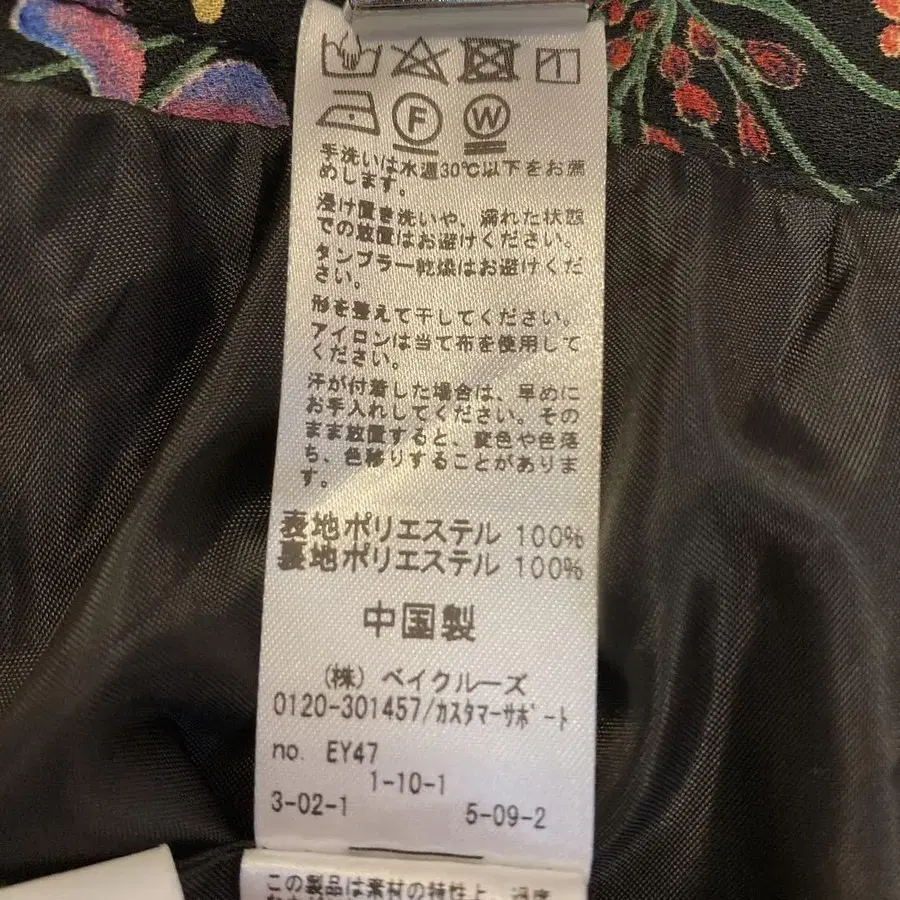 F W
手洗いは水温30℃以下をお薦
めします。
浸け置き洗いや、濡れた状態
での放置はお避けください。
タンブラー乾燥はお避けくだ
さい。
形を整えて干してください。
アイロンは当て布を使用して
ください。
汗が付着した場合は、早めに
お手入れしてください。その
まま放置すると、変色や色落
ち、色移りすることがありま
す。
表地ポリエステル 100%
裏地ポリエステル 100%
中国製
(株) ベイクルーズ
0120-301457/カスタマーサポート
no. EY47
1-10-1
3-02-1 5-09-2
この製品は素材の特性上、過度